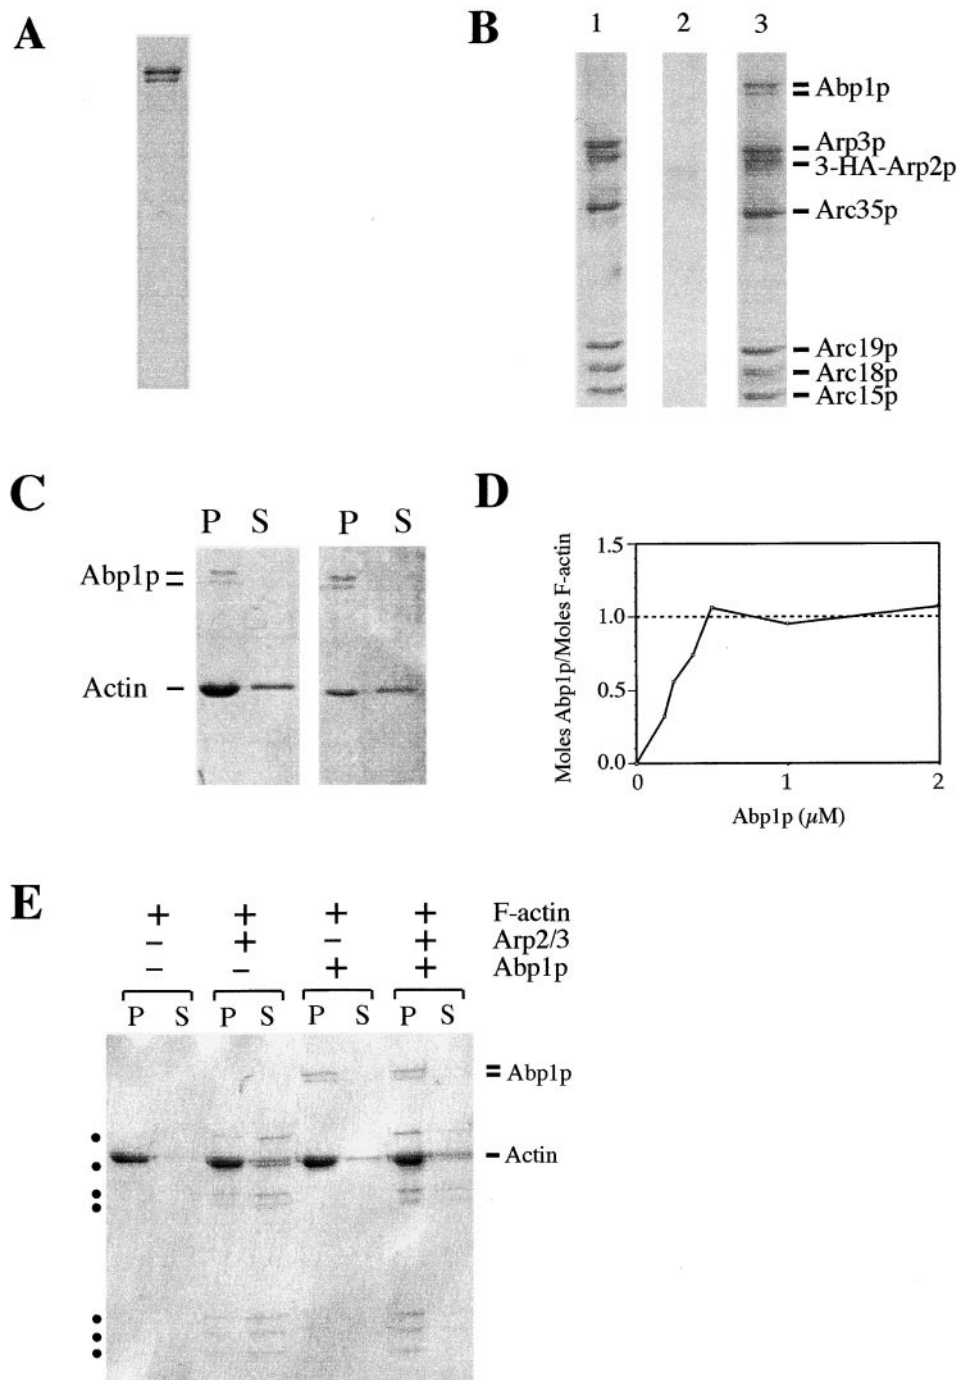 A
B
1 2 3
Abp1p
Arp3p
3-HA-Arp2p
Arc35p
Arc19p
Arc18p
Arc15p
C
P S P S
Abp1p
Actin
D
Moles Abp1p/Moles F-actin
1.5
1.0
0.5
0.0
0 1 2
Abp1p (µM)
E
+ + + + F-actin
− + − + Arp2/3
− − + + Abp1p
P S P S P S P S
Abp1p
Actin